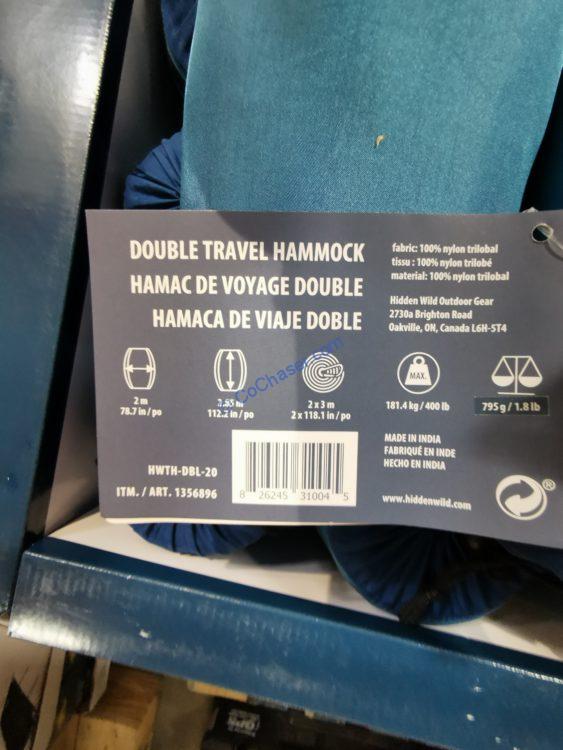 DOUBLE TRAVEL HAMMOCK
HAMAC DE VOYAGE DOUBLE
HAMACA DE VIAJE DOBLE
fabric: 100% nylon trilobal
tissu : 100% nylon trilobé
material: 100% nylon trilobal
Hidden Wild Outdoor Gear
2730a Brighton Road
Oakville, ON, Canada L6H-5T4
2 m
78.7 in / po
112.2 in / po
2 x 3 m
2 x 118.1 in / po
MAX.
181.4 kg / 400 lb
795 g / 1.8 lb
CoChaser.com
HWTH-DBL-20
ITM. / ART. 1356896
8 26245 31004 5
MADE IN INDIA
FABRIQUÉ EN INDE
HECHO EN INDIA
www.hiddenwild.com
®